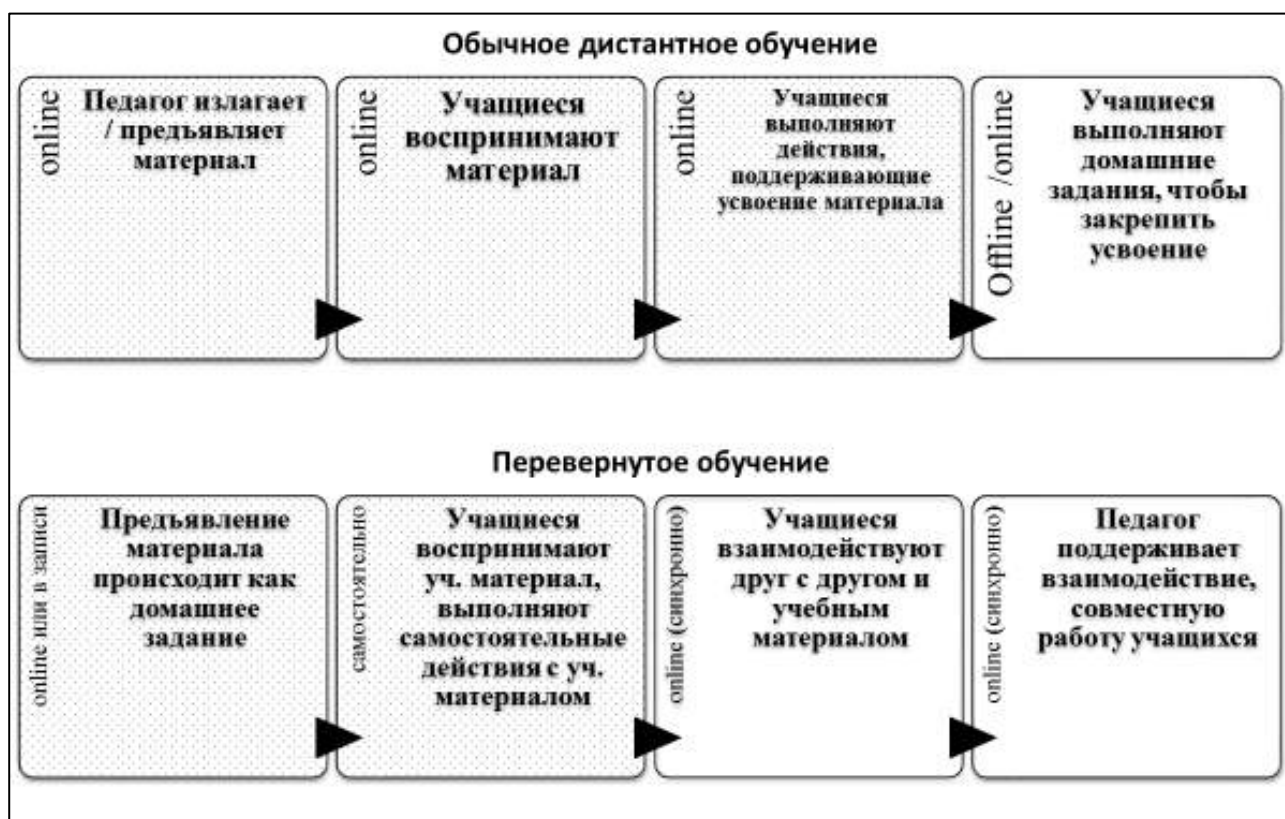 Обычное дистантное обучение
online
Педагог излагает
/ предъявляет
материал
online
Учащиеся
воспринимают
материал
online
Учащиеся
выполняют
действия,
поддерживающие
усвоение материала
Offline /online
Учащиеся
выполняют
домашние
задания, чтобы
закрепить
усвоение
Перевернутое обучение
online или в записи
Предъявление
материала
происходит как
домашнее
задание
самостоятельно
Учащиеся
воспринимают
уч. материал,
выполняют
самостоятельные
действия с уч.
материалом
online (синхронно)
Учащиеся
взаимодействуют
друг с другом и
учебным
материалом
online (синхронно)
Педагог
поддерживает
взаимодействие,
совместную
работу учащихся